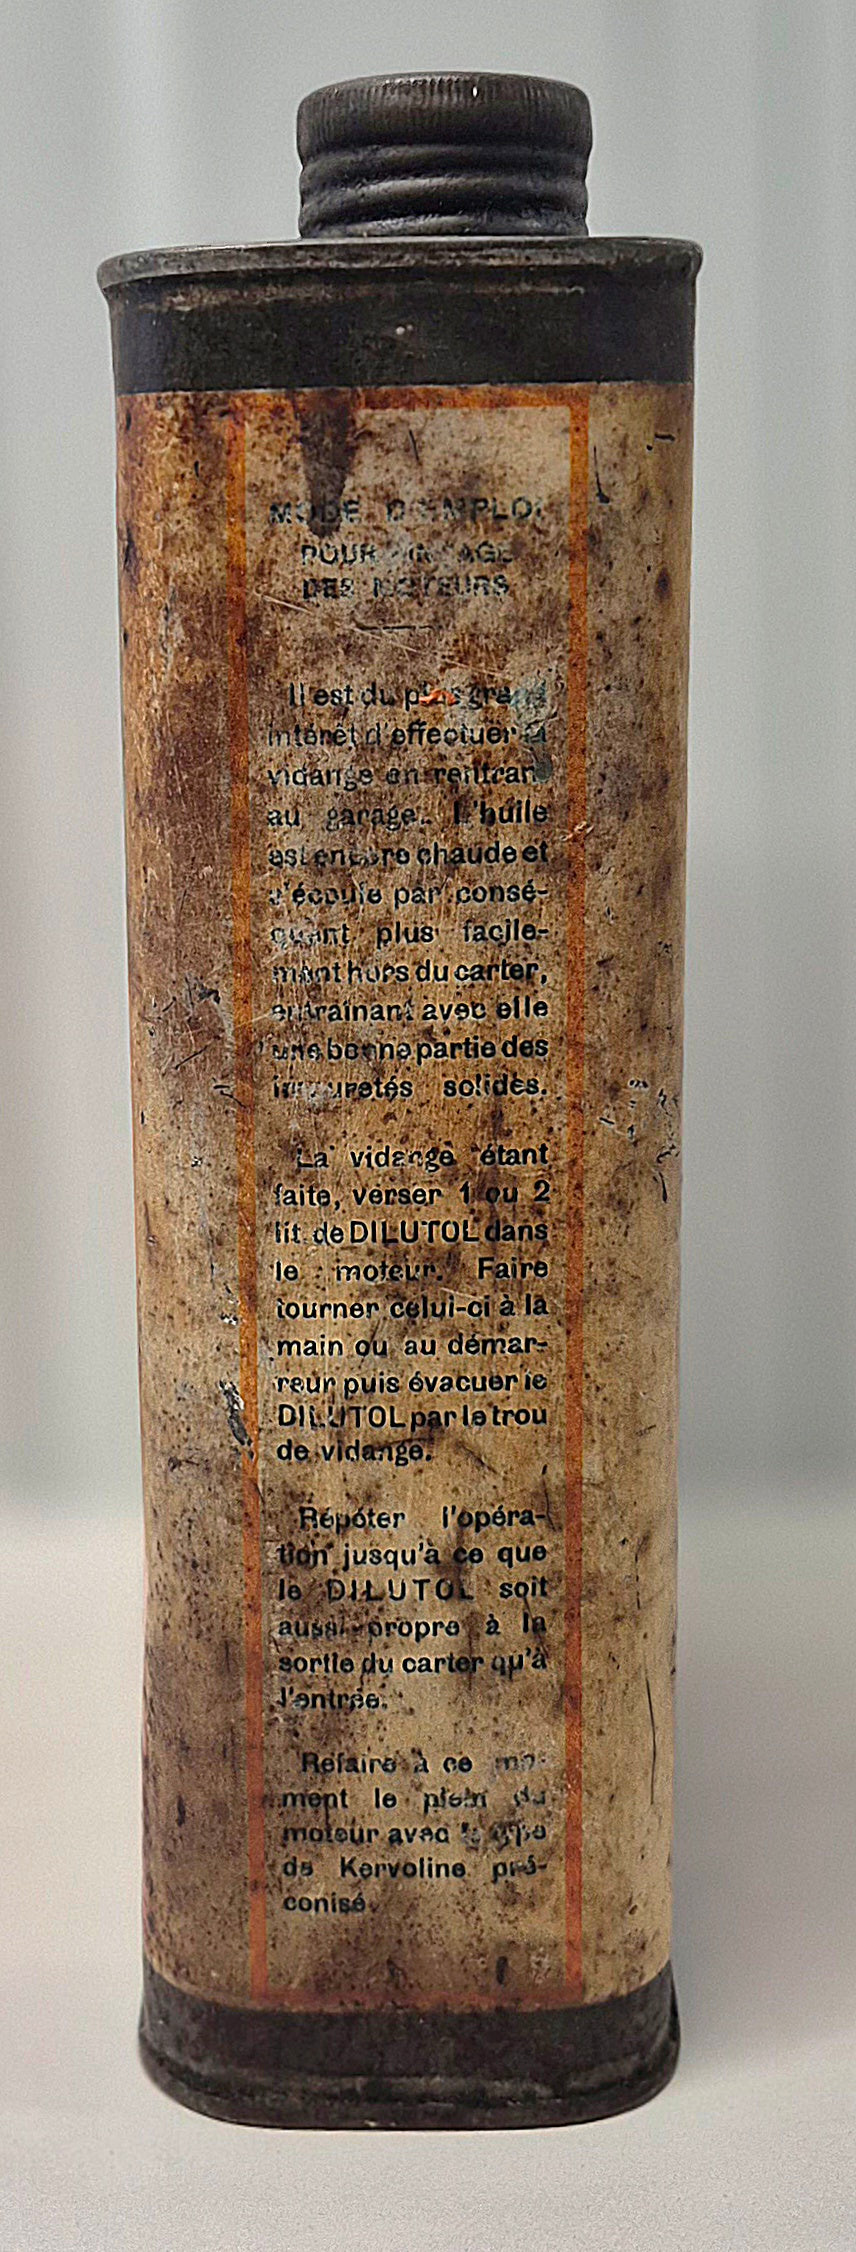 MODE D'EMPLOI
POUR RINÇAGE
DES MOTEURS
Il est du plus grand
intérêt d'effectuer la
vidange en rentrant
au garage. L'huile
est encore chaude et
s'écoule par consé-
quent plus facile-
ment hors du carter,
entraînant avec elle
une bonne partie des
impuretés solides.
La vidange étant
faite, verser 1 ou 2
lit. de DILUTOL dans
le moteur. Faire
tourner celui-ci à la
main ou au démar-
reur puis évacuer le
DILUTOL par le trou
de vidange.
Répéter l'opéra-
tion jusqu'à ce que
le DILUTOL soit
aussi propre à la
sortie du carter qu'à
l'entrée.
Refaire à ce mo-
ment le plein du
moteur avec le type
de Kervoline pré-
conisé.